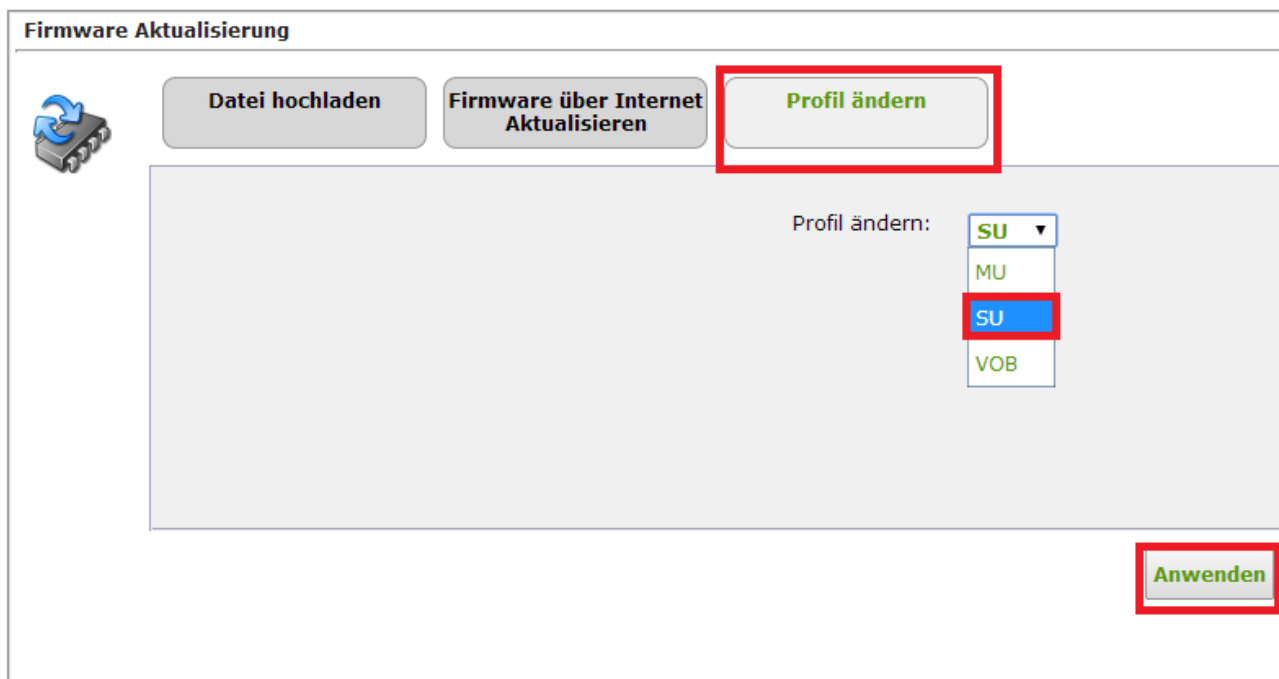 Firmware Aktualisierung
Datei hochladen
Firmware über Internet
Aktualisieren
Profil ändern
Profil ändern:
SU
MU
SU
VOB
Anwenden